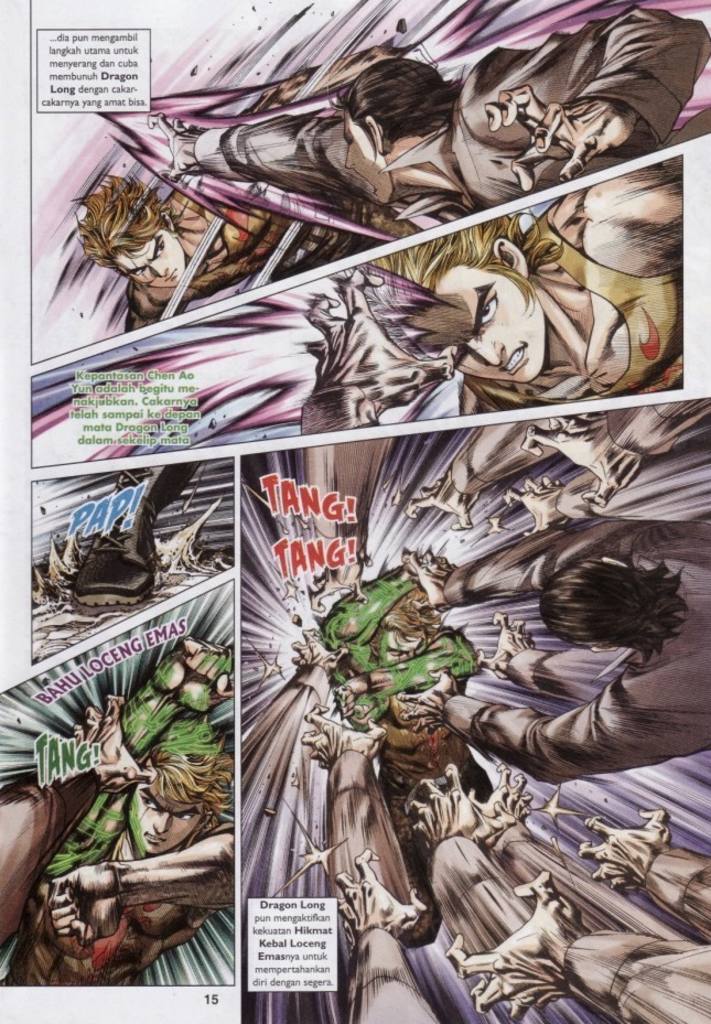 ...dia pun mengambil
langkah utama untuk
menyerang dan cuba
membunuh Dragon
Long dengan cakar-
cakarnya yang amat bisa.
Kepantasan Chen Ao
Yun adalah begitu me-
nakjubkan. Cakarnya
telah sampai ke depan
mata Dragon Long
dalam sekelip mata
PAP!
TANG!
TANG!
BAHU LOCENG EMAS
TANG!
Dragon Long
pun mengaktifkan
kekuatan Hikmat
Kebal Loceng
Emasnya untuk
mempertahankan
diri dengan segera.
15